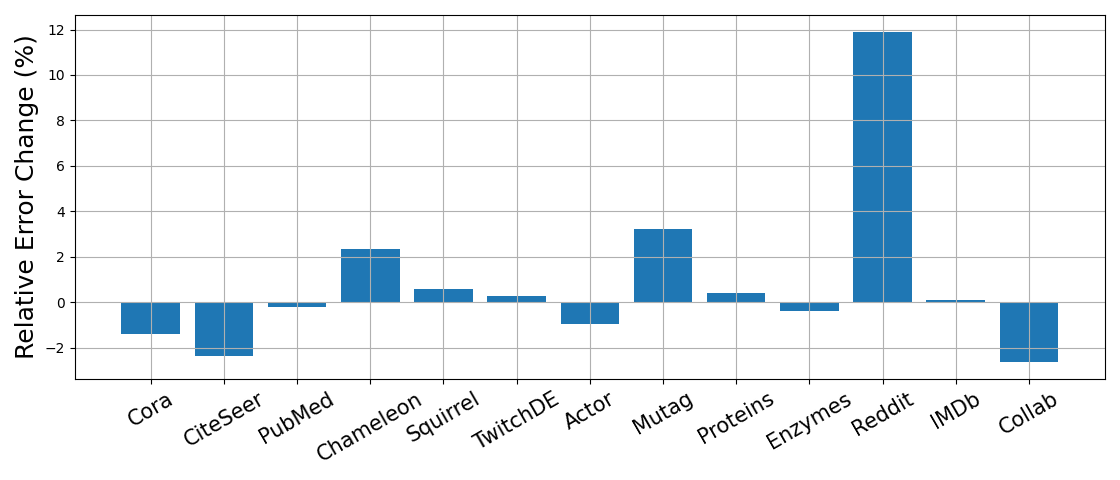 Relative Error Change (%)
12
10
8
6
4
2
0
−2
Cora
CiteSeer
PubMed
Chameleon
Squirrel
TwitchDE
Actor
Mutag
Proteins
Enzymes
Reddit
IMDb
Collab